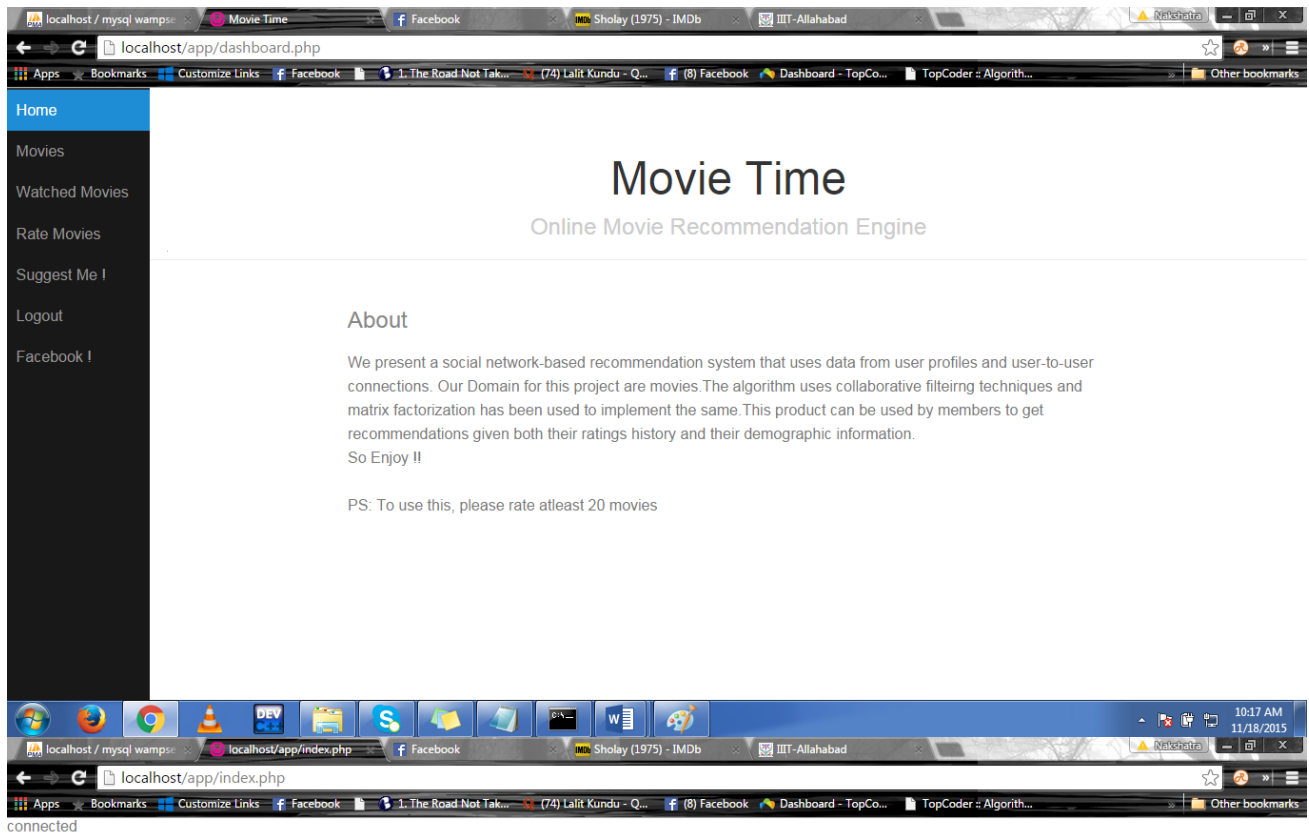 localhost / mysql wampse
Movie Time
Facebook
Sholay (1975) - IMDb
IIIT-Allahabad
Nakshatra
localhost/app/dashboard.php
Apps
Bookmarks
Customize Links
Facebook
1. The Road Not Tak...
(74) Lalit Kundu - Q...
(8) Facebook
Dashboard - TopCo...
TopCoder :: Algorith...
Other bookmarks
Home
Movies
Watched Movies
Rate Movies
Suggest Me !
Logout
Facebook !
Movie Time
Online Movie Recommendation Engine
About
We present a social network-based recommendation system that uses data from user profiles and user-to-user
connections. Our Domain for this project are movies.The algorithm uses collaborative filteirng techniques and
matrix factorization has been used to implement the same.This product can be used by members to get
recommendations given both their ratings history and their demographic information.
So Enjoy !!
PS: To use this, please rate atleast 20 movies
DEV
C++
10:17 AM
11/18/2015
localhost / mysql wampse
localhost/app/index.php
Facebook
Sholay (1975) - IMDb
IIIT-Allahabad
Nakshatra
localhost/app/index.php
Apps
Bookmarks
Customize Links
Facebook
1. The Road Not Tak...
(74) Lalit Kundu - Q...
(8) Facebook
Dashboard - TopCo...
TopCoder :: Algorith...
Other bookmarks
connected